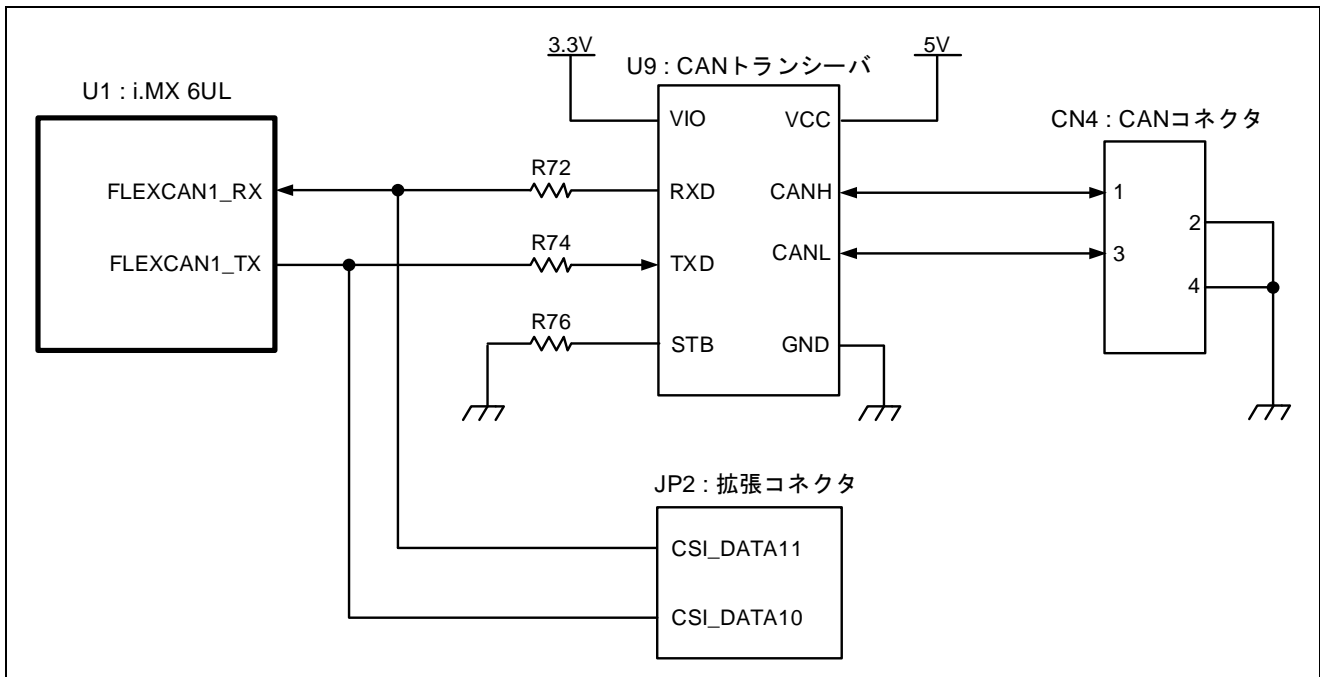 3.3V
5V
U9 : CANトランシーバ
U1 : i.MX 6UL
CN4 : CANコネクタ
VIO
VCC
R72
FLEXCAN1_RX
RXD
CANH
1
2
R74
FLEXCAN1_TX
TXD
CANL
3
4
R76
STB
GND
JP2 : 拡張コネクタ
CSI_DATA11
CSI_DATA10